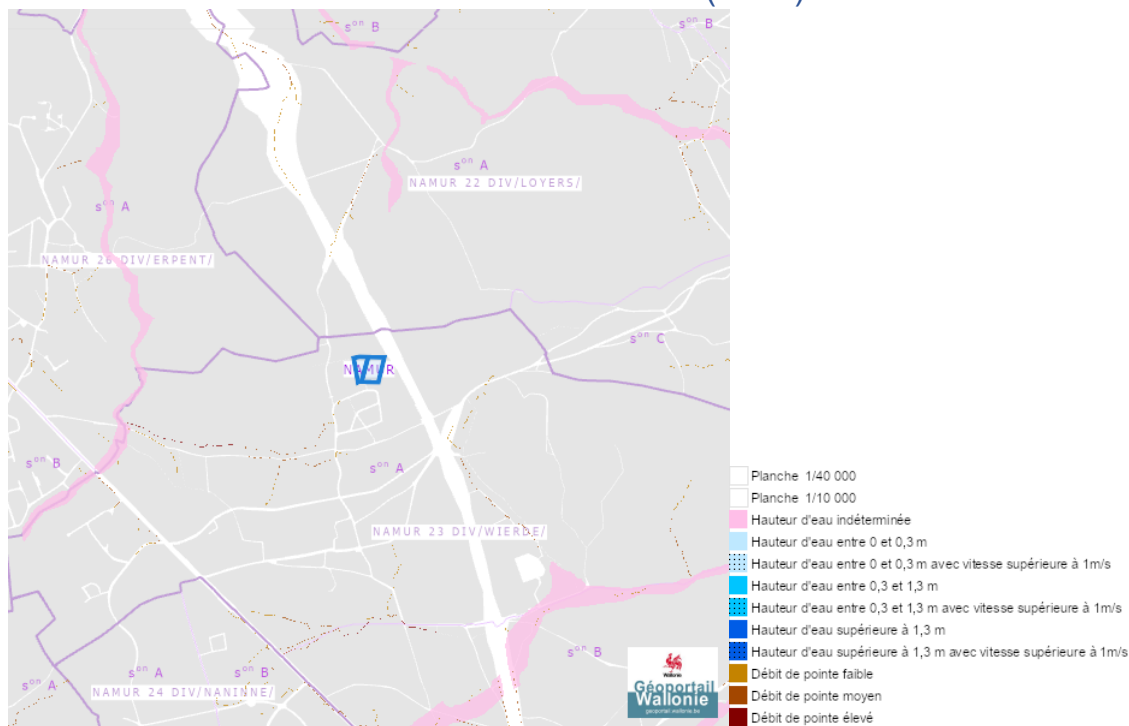 sᵒⁿ B
sᵒⁿ B
sᵒⁿ A
NAMUR 22 DIV/LOYERS/
sᵒⁿ A
NAMUR 26 DIV/ERPENT/
sᵒⁿ C
NAMUR
sᵒⁿ B
sᵒⁿ A
NAMUR 23 DIV/WIERDE/
sᵒⁿ B
sᵒⁿ A
sᵒⁿ B
sᵒⁿ A
NAMUR 24 DIV/NANINNE/
Wallonie
Géoportail
Wallonie
geoportail.wallonie.be
Planche 1/40 000
Planche 1/10 000
Hauteur d'eau indéterminée
Hauteur d'eau entre 0 et 0,3 m
Hauteur d'eau entre 0 et 0,3 m avec vitesse supérieure à 1m/s
Hauteur d'eau entre 0,3 et 1,3 m
Hauteur d'eau entre 0,3 et 1,3 m avec vitesse supérieure à 1m/s
Hauteur d'eau supérieure à 1,3 m
Hauteur d'eau supérieure à 1,3 m avec vitesse supérieure à 1m/s
Débit de pointe faible
Débit de pointe moyen
Débit de pointe élevé